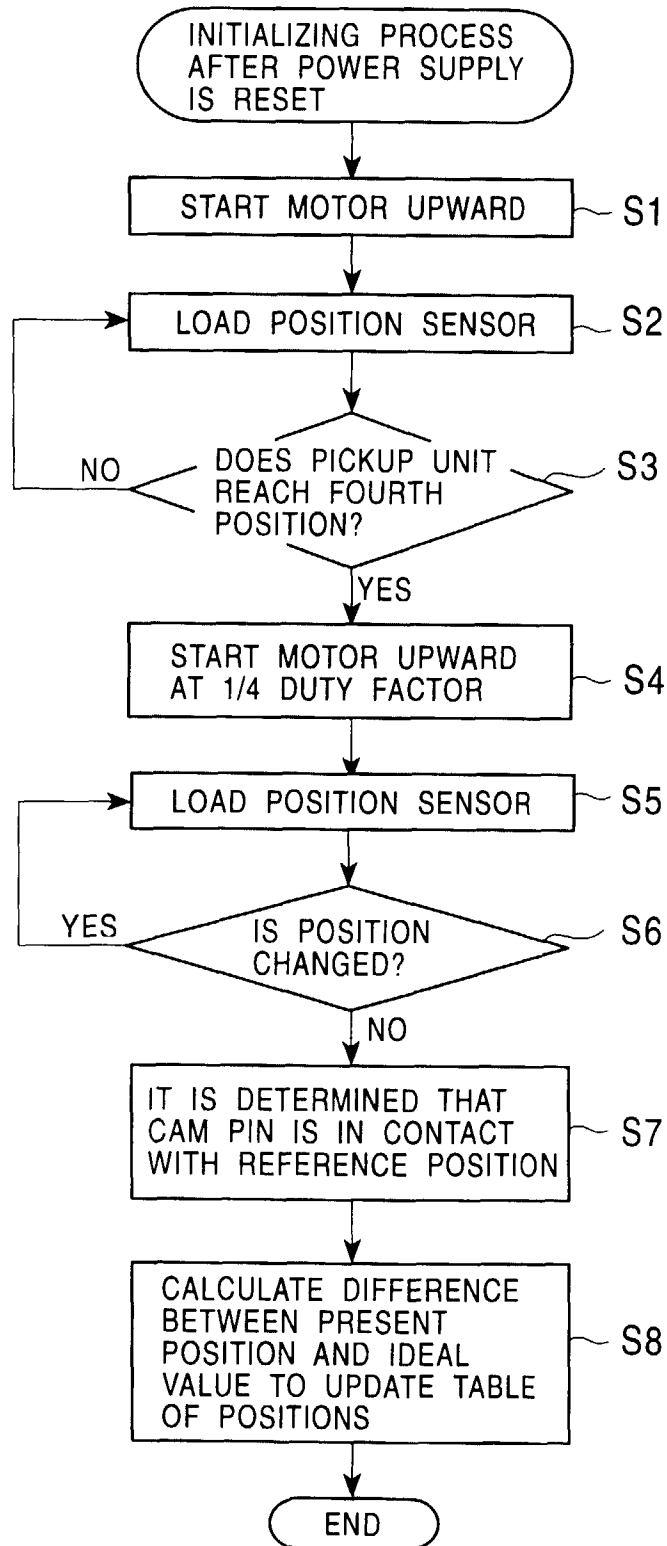 INITIALIZING PROCESS
AFTER POWER SUPPLY
IS RESET
START MOTOR UPWARD
S1
LOAD POSITION SENSOR
S2
NO
DOES PICKUP UNIT
REACH FOURTH
POSITION?
S3
YES
START MOTOR UPWARD
AT 1/4 DUTY FACTOR
S4
LOAD POSITION SENSOR
S5
YES
IS POSITION
CHANGED?
S6
NO
IT IS DETERMINED THAT
CAM PIN IS IN CONTACT
WITH REFERENCE POSITION
S7
CALCULATE DIFFERENCE
BETWEEN PRESENT
POSITION AND IDEAL
VALUE TO UPDATE TABLE
OF POSITIONS
S8
END